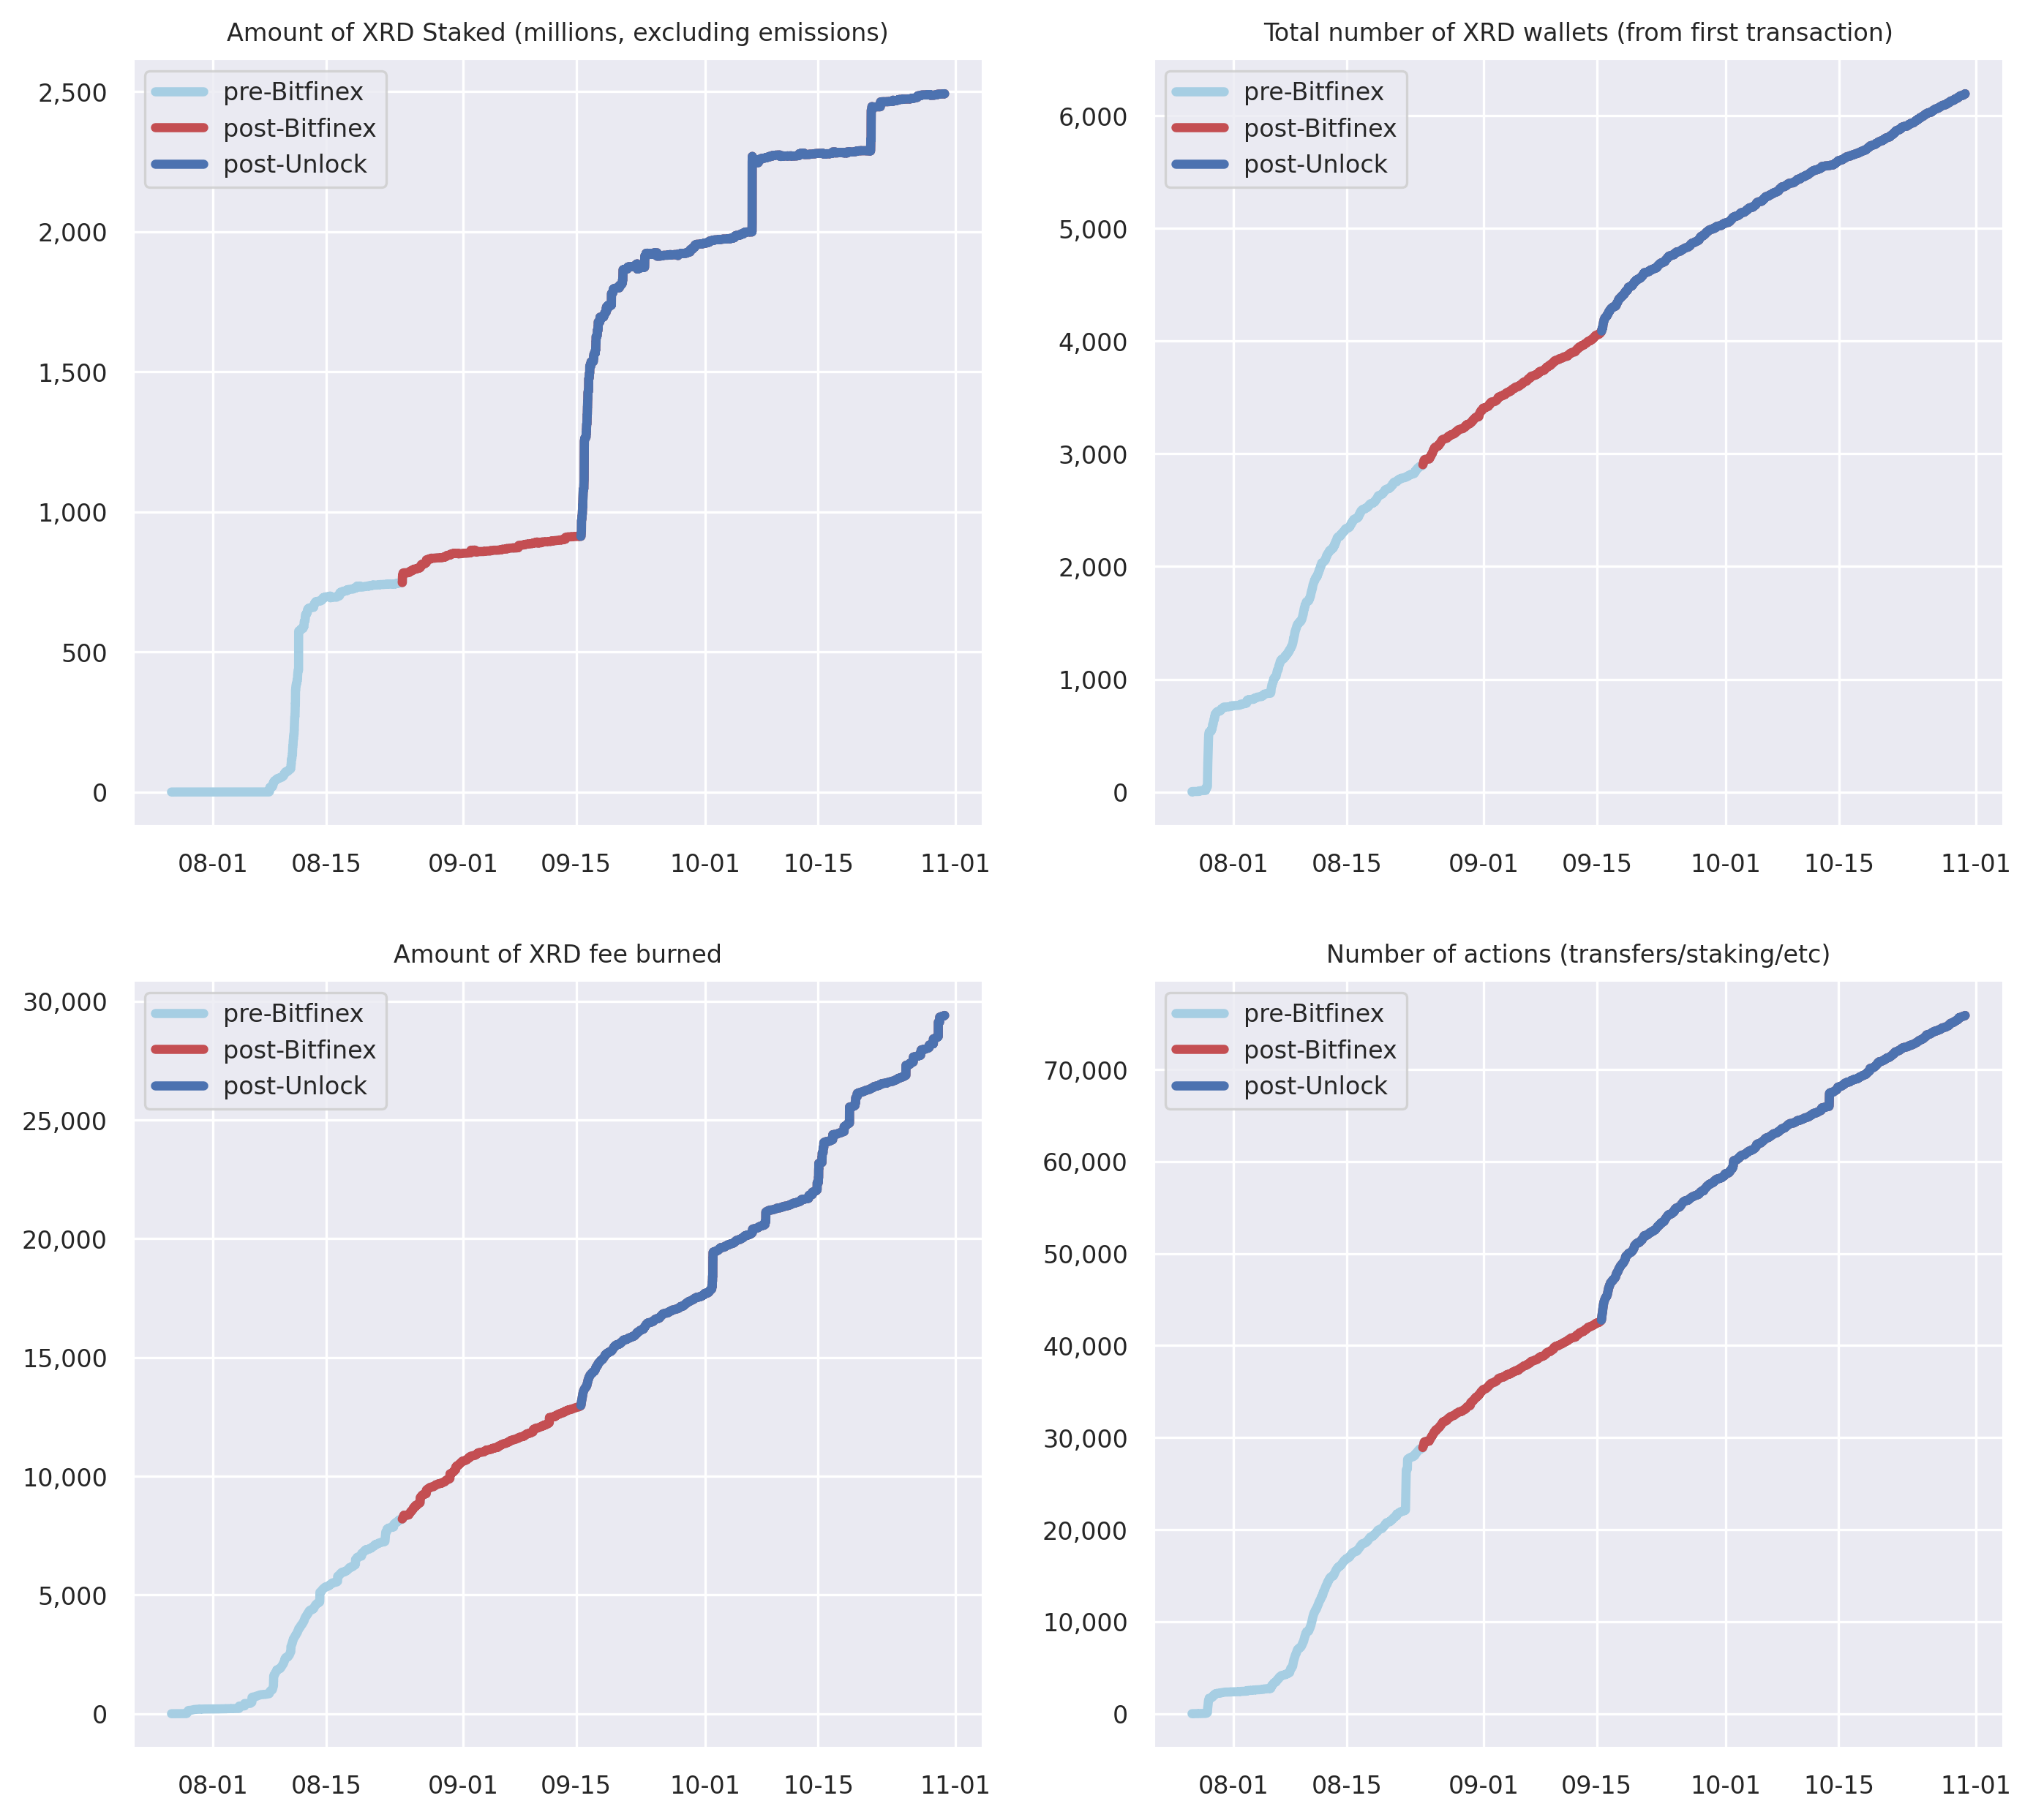 Amount of XRD Staked (millions, excluding emissions)
pre-Bitfinex
post-Bitfinex
post-Unlock
2,500
2,000
1,500
1,000
500
0
08-01 08-15 09-01 09-15 10-01 10-15 11-01
Total number of XRD wallets (from first transaction)
pre-Bitfinex
post-Bitfinex
post-Unlock
6,000
5,000
4,000
3,000
2,000
1,000
0
08-01 08-15 09-01 09-15 10-01 10-15 11-01
Amount of XRD fee burned
pre-Bitfinex
post-Bitfinex
post-Unlock
30,000
25,000
20,000
15,000
10,000
5,000
0
08-01 08-15 09-01 09-15 10-01 10-15 11-01
Number of actions (transfers/staking/etc)
pre-Bitfinex
post-Bitfinex
post-Unlock
70,000
60,000
50,000
40,000
30,000
20,000
10,000
0
08-01 08-15 09-01 09-15 10-01 10-15 11-01